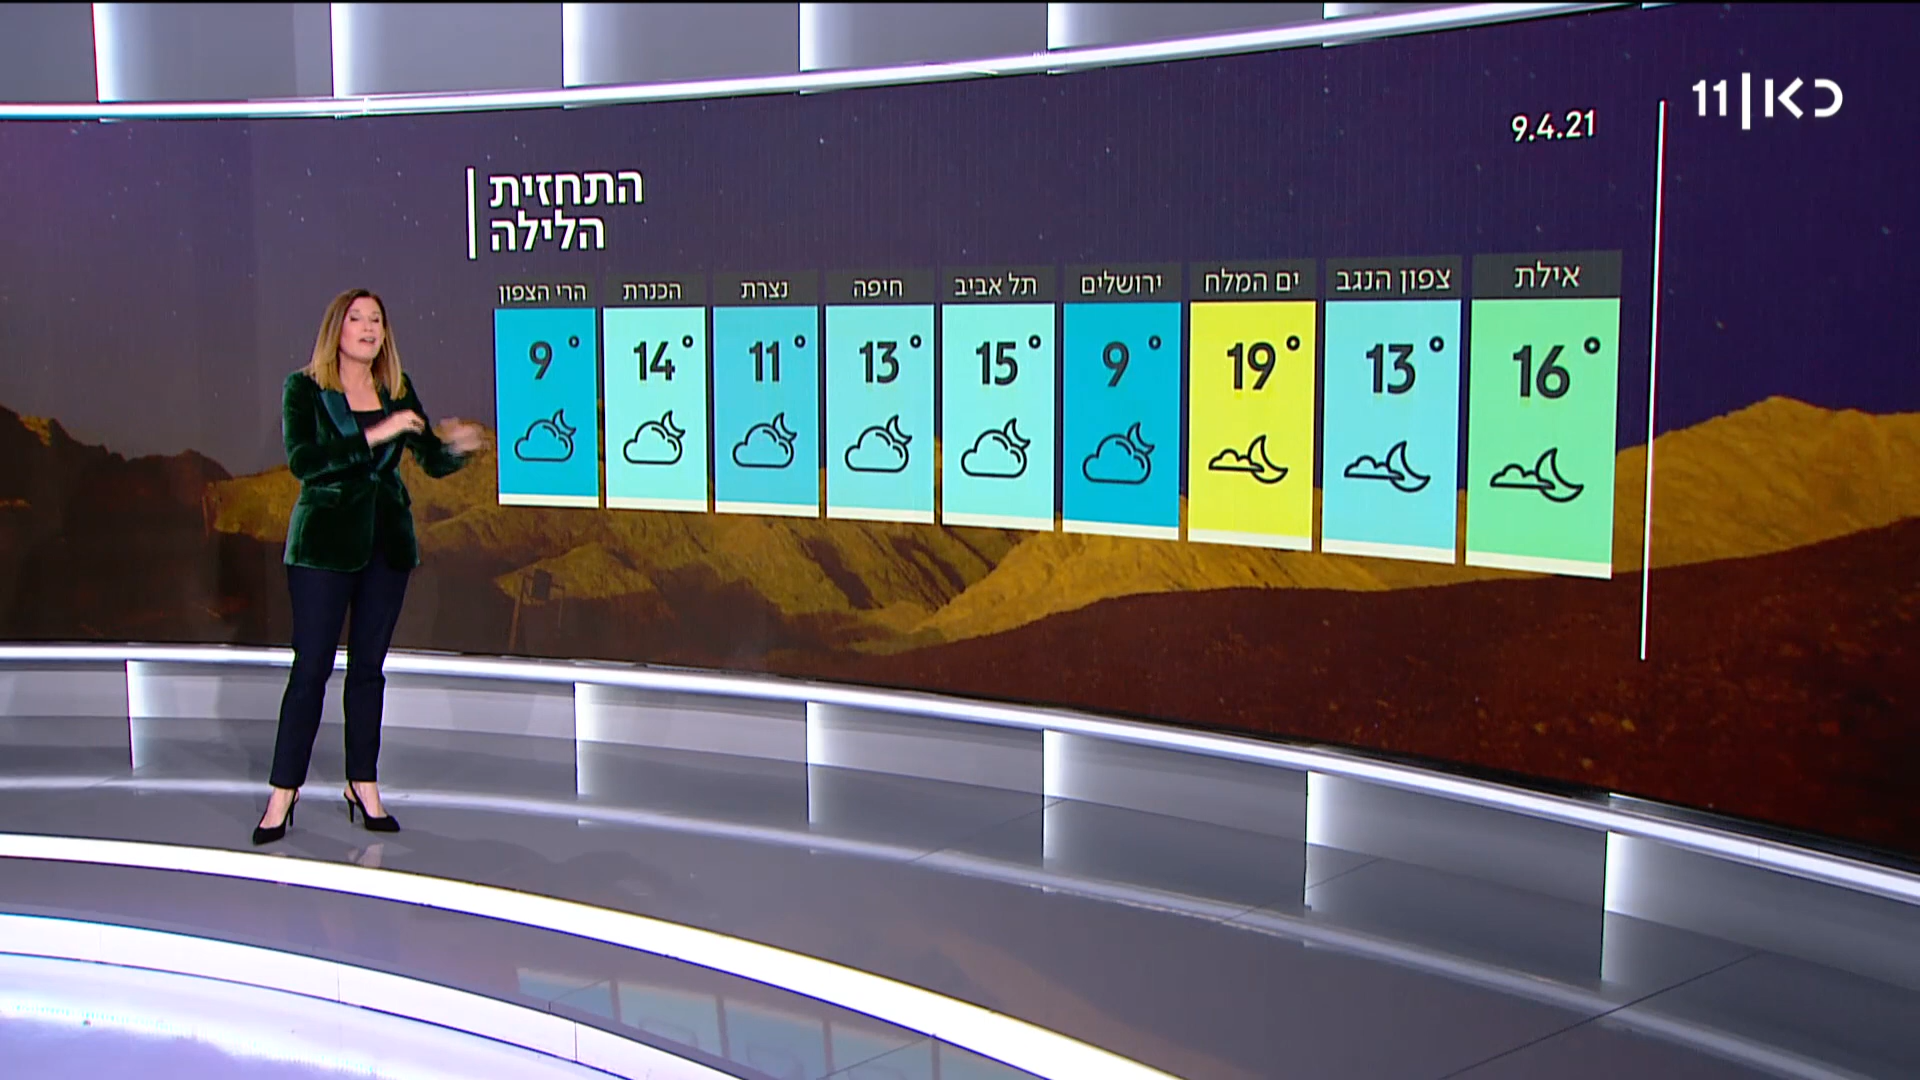 כאן 11
9.4.21
התחזית
הלילה
הרי הצפון
הכנרת
נצרת
חיפה
תל אביב
ירושלים
ים המלח
צפון הנגב
אילת
9°
14°
11°
13°
15°
9°
19°
13°
16°